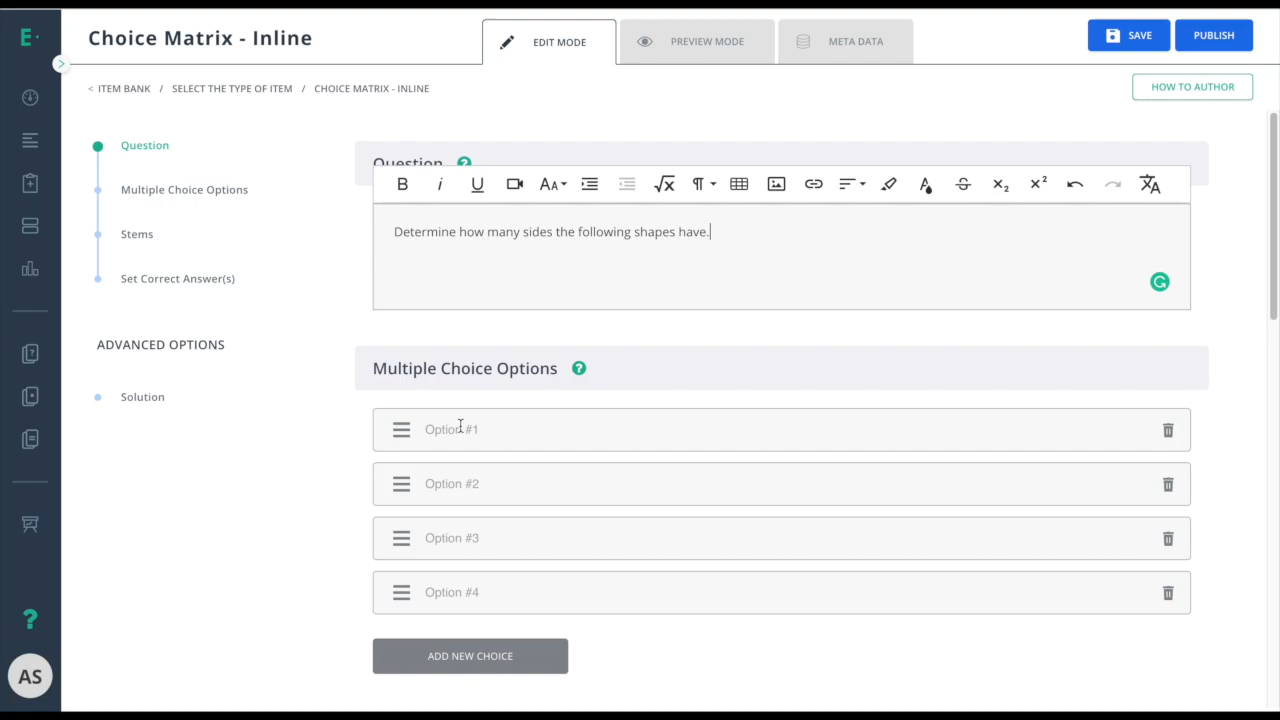 E·
Choice Matrix - Inline
EDIT MODE
PREVIEW MODE
META DATA
SAVE
PUBLISH
< ITEM BANK / SELECT THE TYPE OF ITEM / CHOICE MATRIX - INLINE
HOW TO AUTHOR
Question
Multiple Choice Options
Stems
Set Correct Answer(s)
ADVANCED OPTIONS
Solution
Question ?
B i U AA √x ¶ X₂ X²
Determine how many sides the following shapes have.
Multiple Choice Options ?
Option #1
Option #2
Option #3
Option #4
ADD NEW CHOICE
?
AS